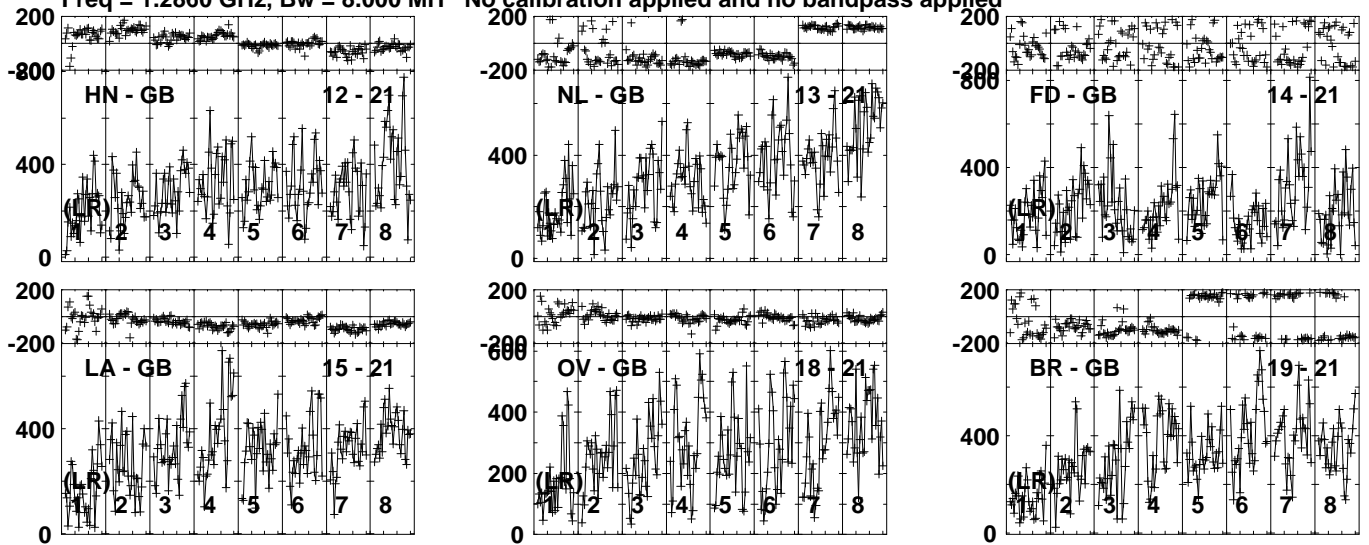 Freq = 1.2860 GHz, Bw = 8.000 MH No calibration applied and no bandpass applied
200 200 200
-200 -200 -200
800 800
HN - GB 12 - 21 NL - GB 13 - 21 FD - GB 14 - 21
400 400 400
(LR) (LR) (LR)
1 2 3 4 5 6 7 8 1 2 3 4 5 6 7 8 1 2 3 4 5 6 7 8
0 0 0
200 200 200
-200 -200 -200
600
LA - GB 15 - 21 OV - GB 18 - 21 BR - GB 19 - 21
400 400 400
200
(LR) (LR) (LR)
1 2 3 4 5 6 7 8 1 2 3 4 5 6 7 8 1 2 3 4 5 6 7 8
0 0 0